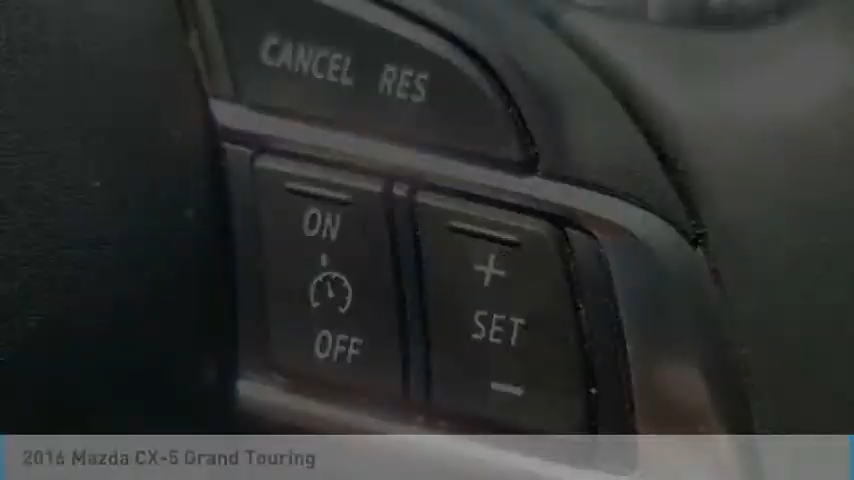 CANCEL RES
ON
+
OFF
SET
-
2016 Mazda CX-5 Grand Touring